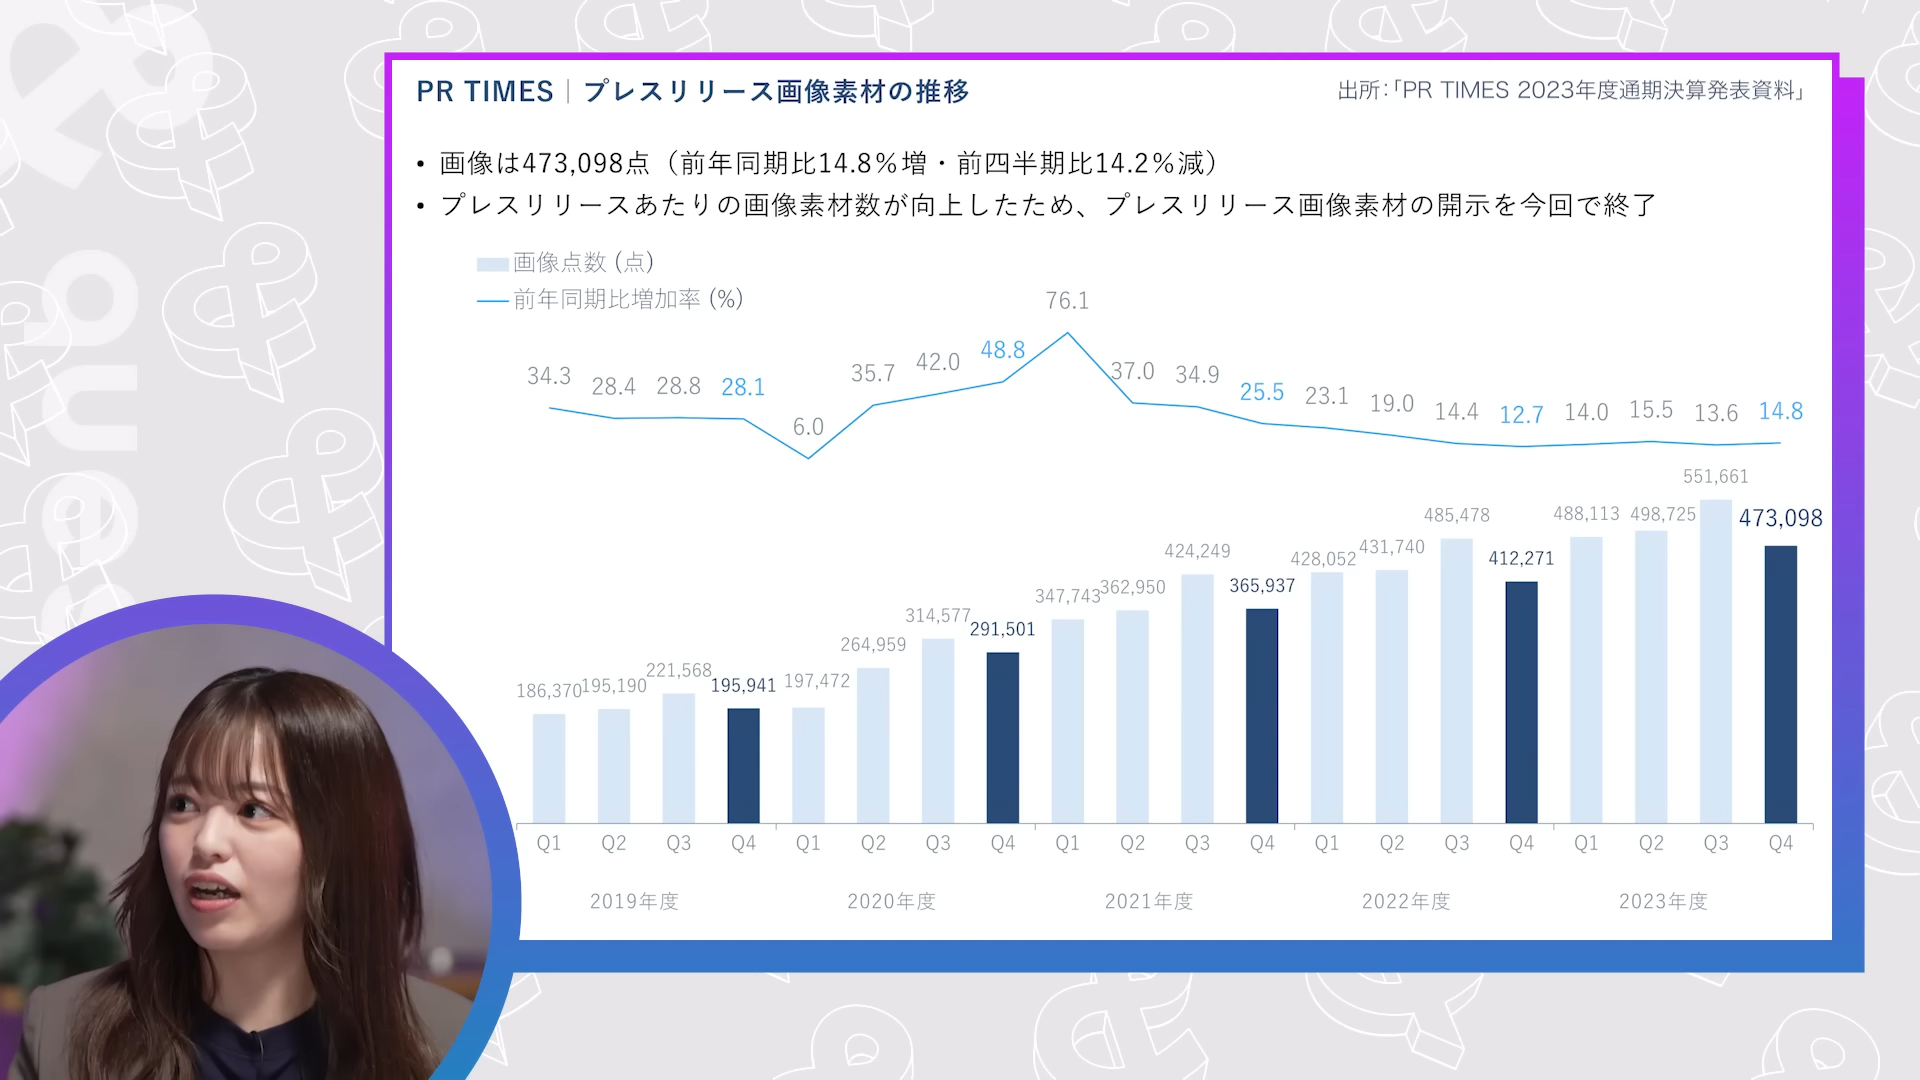 PR TIMES｜プレスリリース画像素材の推移
出所:「PR TIMES 2023年度通期決算発表資料」
• 画像は473,098点（前年同期比14.8％増・前四半期比14.2％減）
• プレスリリースあたりの画像素材数が向上したため、プレスリリース画像素材の開示を今回で終了
画像点数 (点)
前年同期比増加率 (%)
34.3 28.4 28.8 28.1 6.0 35.7 42.0 48.8 76.1 37.0 34.9 25.5 23.1 19.0 14.4 12.7 14.0 15.5 13.6 14.8
186,370 195,190 221,568 195,941 197,472 264,959 314,577 291,501 347,743 362,950 424,249 365,937 428,052 431,740 485,478 412,271 488,113 498,725 551,661 473,098
Q1 Q2 Q3 Q4 Q1 Q2 Q3 Q4 Q1 Q2 Q3 Q4 Q1 Q2 Q3 Q4 Q1 Q2 Q3 Q4
2019年度 2020年度 2021年度 2022年度 2023年度